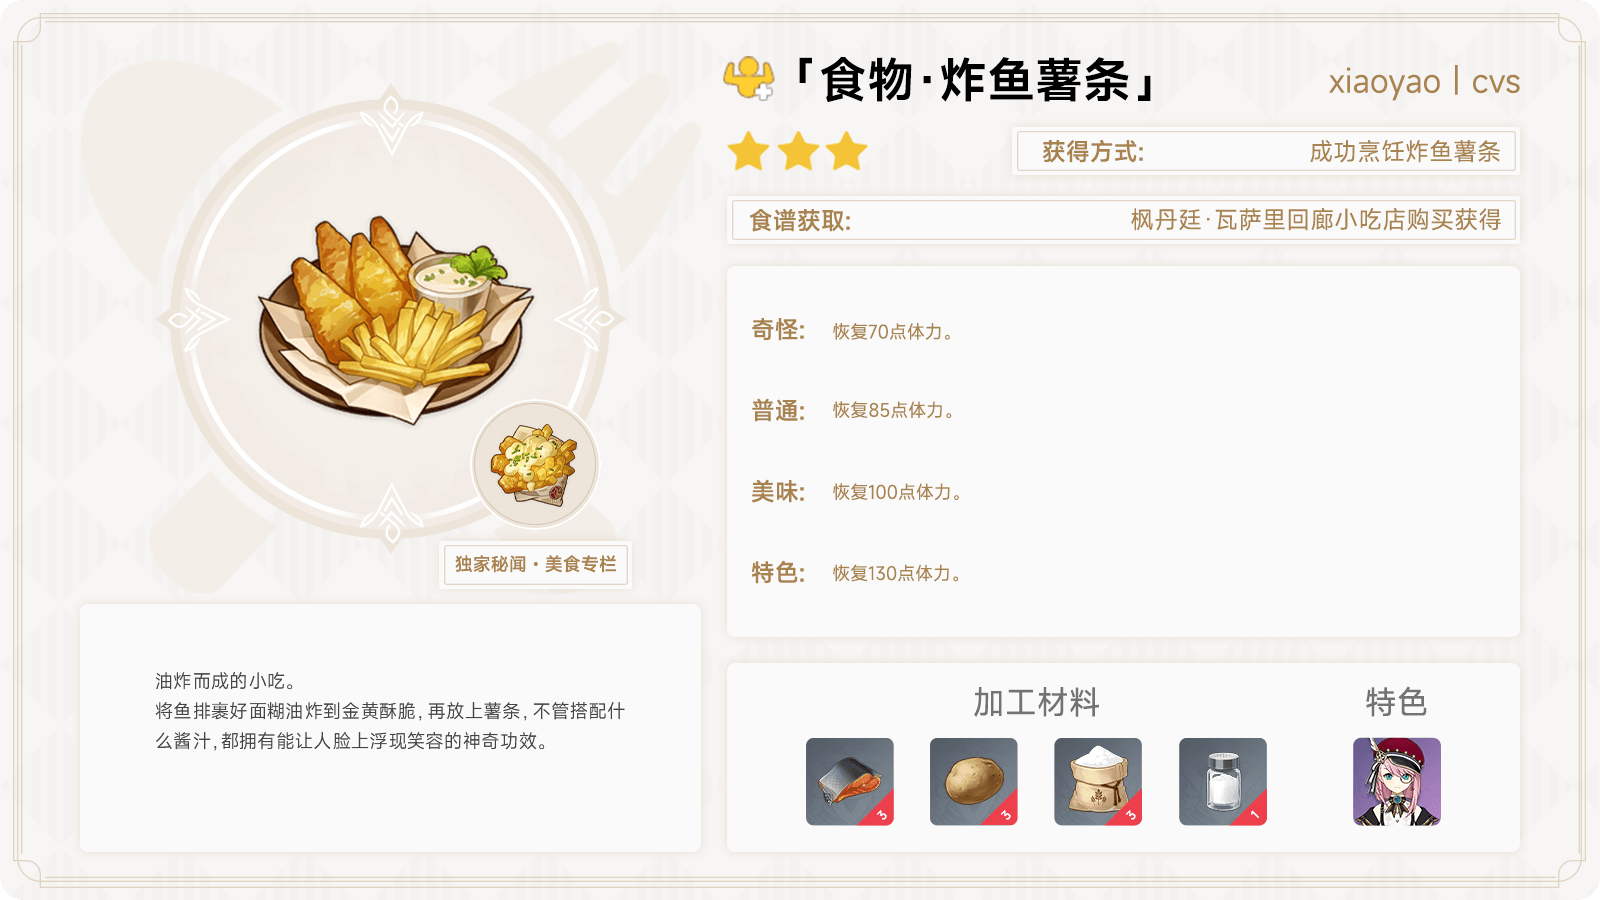 「食物·炸鱼薯条」
xiaoyao | cvs
获得方式:
成功烹饪炸鱼薯条
食谱获取:
枫丹廷·瓦萨里回廊小吃店购买获得
奇怪:
恢复70点体力。
普通:
恢复85点体力。
美味:
恢复100点体力。
特色:
恢复130点体力。
独家秘闻·美食专栏
油炸而成的小吃。
将鱼排裹好面糊油炸到金黄酥脆,再放上薯条,不管搭配什
么酱汁,都拥有能让人脸上浮现笑容的神奇功效。
加工材料
特色
3
3
3
1